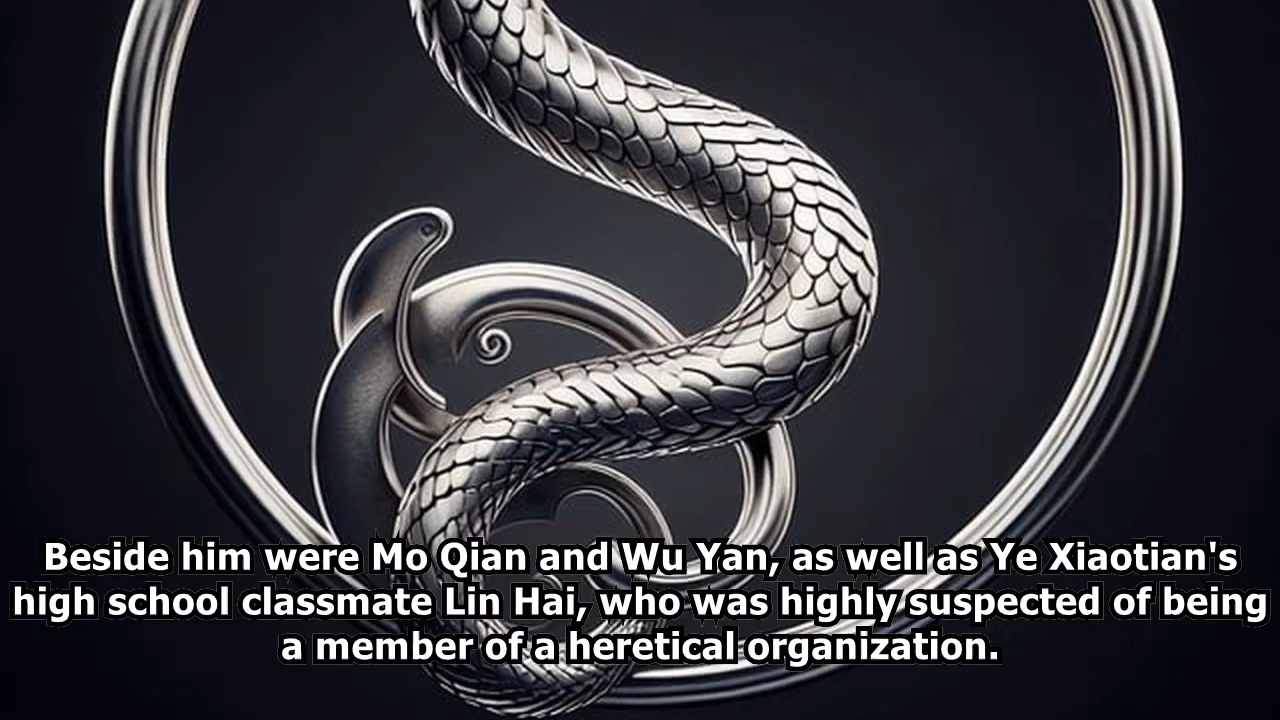 Beside him were Mo Qian and Wu Yan, as well as Ye Xiaotian's
high school classmate Lin Hai, who was highly suspected of being
a member of a heretical organization.